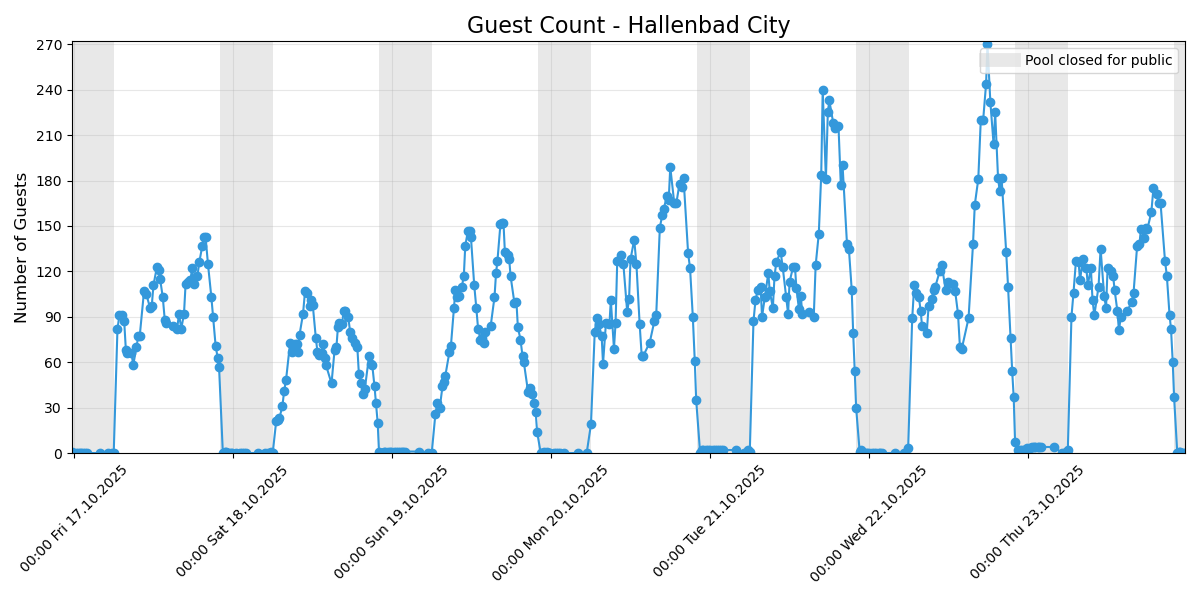 Guest Count - Hallenbad City
Pool closed for public
Number of Guests
270
240
210
180
150
120
90
60
30
0
00:00 Fri 17.10.2025
00:00 Sat 18.10.2025
00:00 Sun 19.10.2025
00:00 Mon 20.10.2025
00:00 Tue 21.10.2025
00:00 Wed 22.10.2025
00:00 Thu 23.10.2025